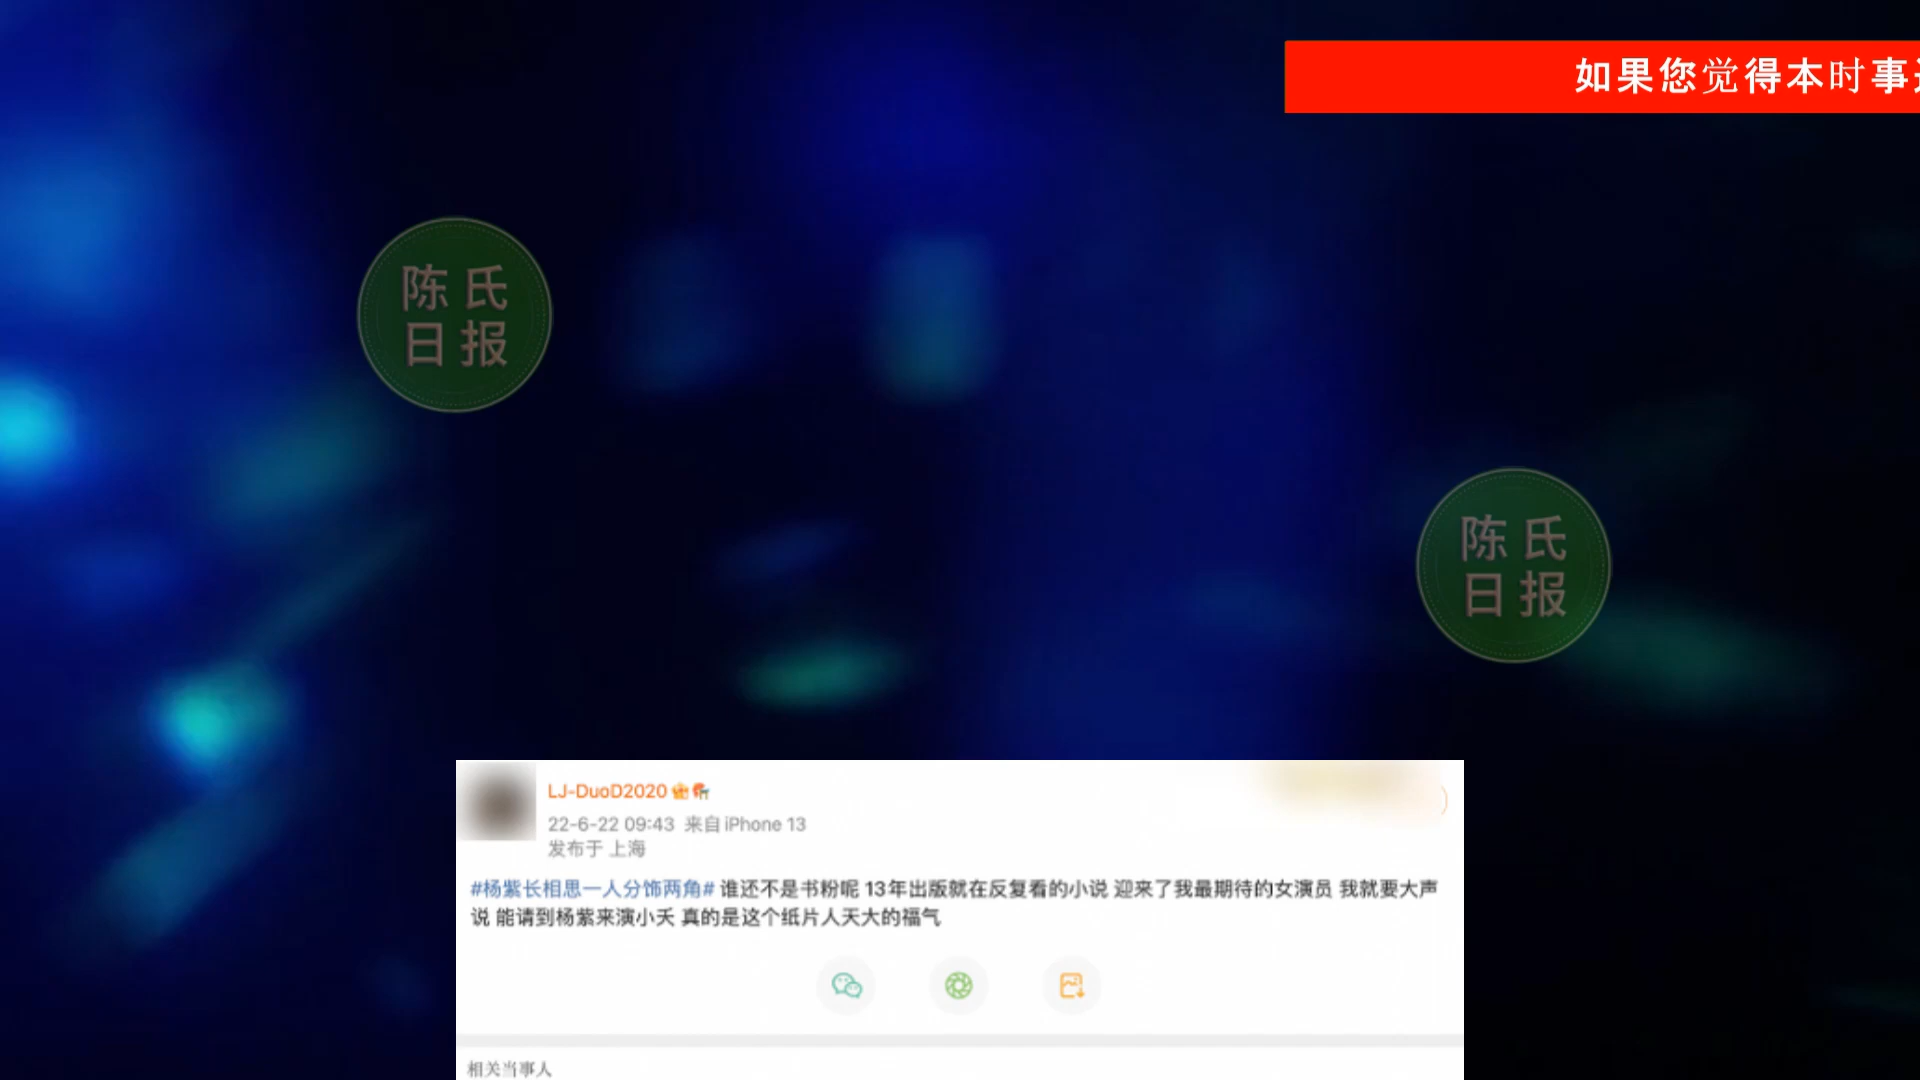 如果您觉得本时事
陈氏
日报
陈氏
日报
LJ-DuoD2020
22-6-22 09:43 来自 iPhone 13
发布于 上海
#杨紫长相思一人分饰两角# 谁还不是书粉呢 13年出版就在反复看的小说 迎来了我最期待的女演员 我就要大声
说 能请到杨紫来演小夭 真的是这个纸片人天大的福气
相关当事人